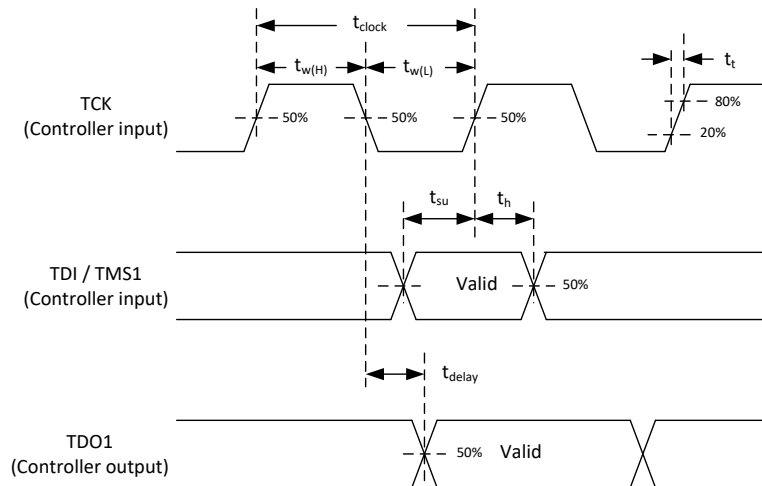 t_clock
t_w(H) t_w(L) t_t
TCK
(Controller input)
50% 50% 50% 80%
20%
t_su t_h
TDI / TMS1
(Controller input)
Valid
50%
t_delay
TDO1
(Controller output)
50% Valid